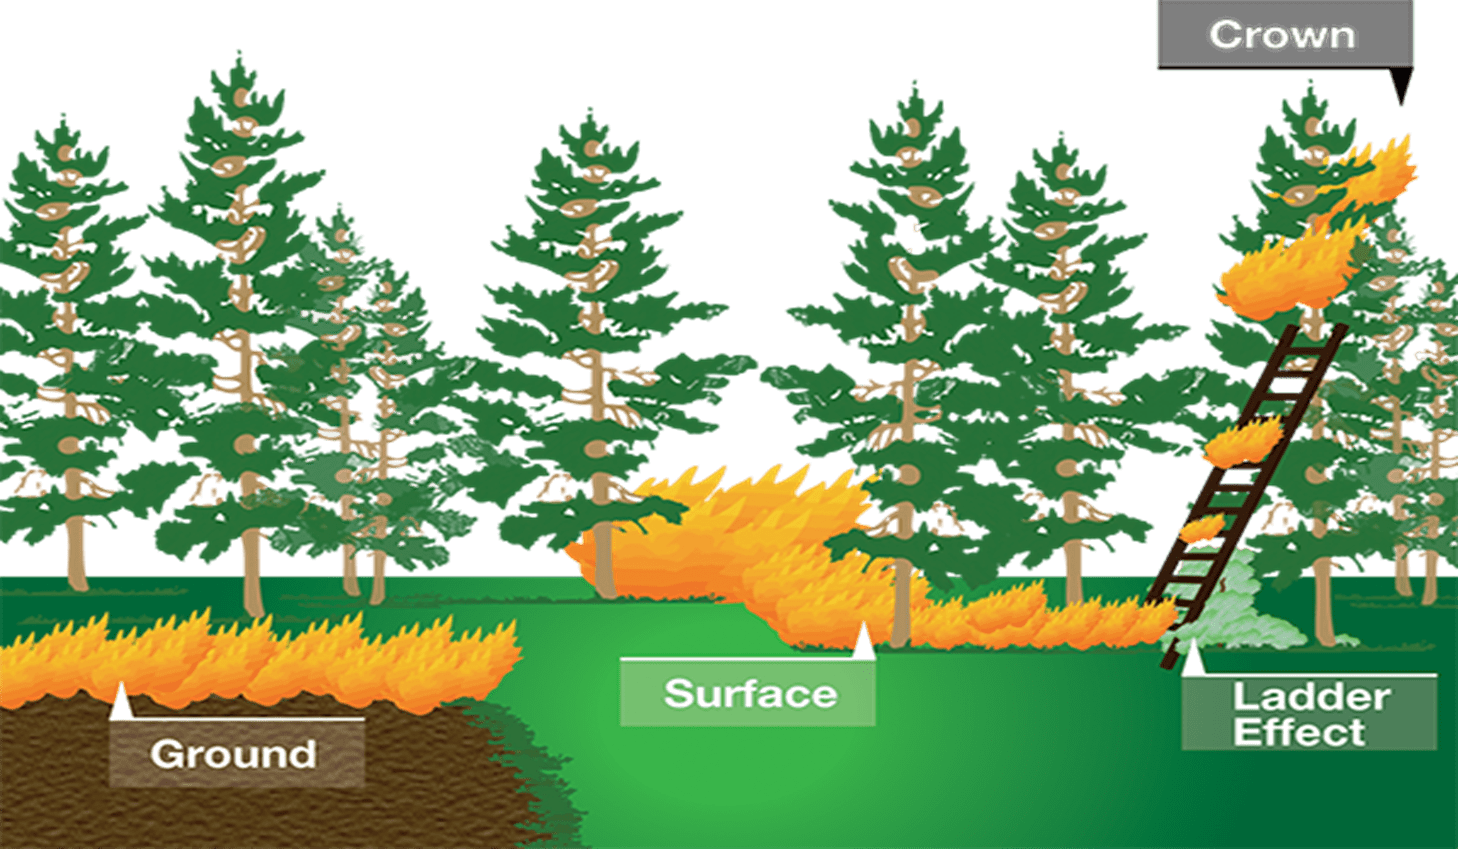 Crown
Surface
Ladder
Effect
Ground